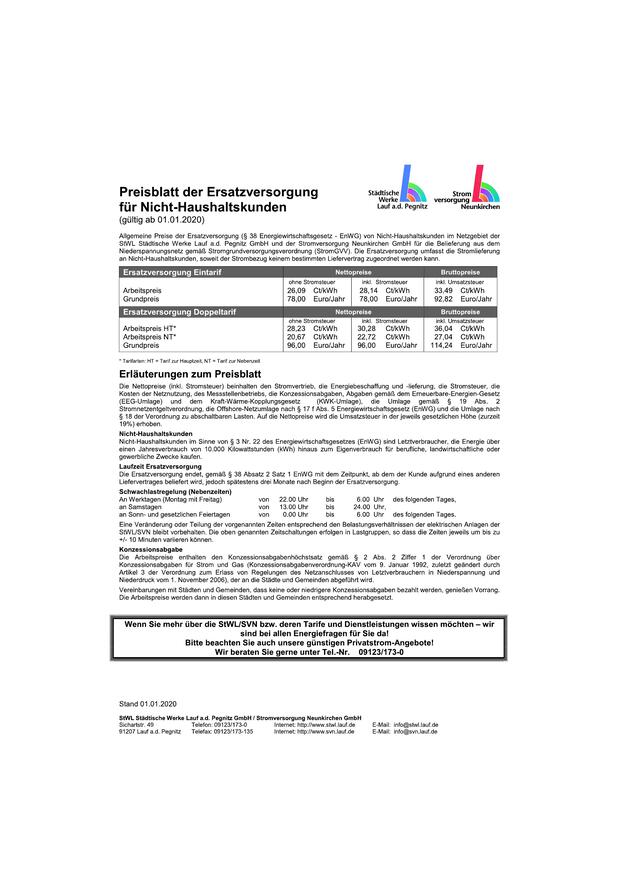 Preisblatt der Ersatzversorgung
für Nicht-Haushaltskunden
(gültig ab 01.01.2020)
Städtische
Werke
Lauf a.d. Pegnitz
Strom
versorgung
Neunkirchen
Allgemeine Preise der Ersatzversorgung (§ 38 Energiewirtschaftsgesetz - EnWG) von Nicht-Haushaltskunden im Netzgebiet der
StWL Städtische Werke Lauf a.d. Pegnitz GmbH und der Stromversorgung Neunkirchen GmbH für die Belieferung aus dem
Niederspannungsnetz gemäß Stromgrundversorgungsverordnung (StromGVV). Die Ersatzversorgung umfasst die Stromlieferung
an Nicht-Haushaltskunden, soweit der Strombezug keinem bestimmten Liefervertrag zugeordnet werden kann.
Ersatzversorgung Eintarif Nettopreise Bruttopreise
ohne Stromsteuer inkl. Stromsteuer inkl. Umsatzsteuer
Arbeitspreis 26,09 Ct/kWh 28,14 Ct/kWh 33,49 Ct/kWh
Grundpreis 78,00 Euro/Jahr 78,00 Euro/Jahr 92,82 Euro/Jahr
Ersatzversorgung Doppeltarif Nettopreise Bruttopreise
ohne Stromsteuer inkl. Stromsteuer inkl. Umsatzsteuer
Arbeitspreis HT* 28,23 Ct/kWh 30,28 Ct/kWh 36,04 Ct/kWh
Arbeitspreis NT* 20,67 Ct/kWh 22,72 Ct/kWh 27,04 Ct/kWh
Grundpreis 96,00 Euro/Jahr 96,00 Euro/Jahr 114,24 Euro/Jahr
* Tarifarten: HT = Tarif zur Hauptzeit, NT = Tarif zur Nebenzeit
Erläuterungen zum Preisblatt
Die Nettopreise (inkl. Stromsteuer) beinhalten den Stromvertrieb, die Energiebeschaffung und -lieferung, die Stromsteuer, die
Kosten der Netznutzung, des Messstellenbetriebs, die Konzessionsabgaben, Abgaben gemäß dem Erneuerbare-Energien-Gesetz
(EEG-Umlage) und dem Kraft-Wärme-Kopplungsgesetz (KWK-Umlage), die Umlage gemäß § 19 Abs. 2
Stromnetzentgeltverordnung, die Offshore-Netzumlage nach § 17 f Abs. 5 Energiewirtschaftsgesetz (EnWG) und die Umlage nach
§ 18 der Verordnung zu abschaltbaren Lasten. Auf die Nettopreise wird die Umsatzsteuer in der jeweils gesetzlichen Höhe (zurzeit
19%) erhoben.
Nicht-Haushaltskunden
Nicht-Haushaltskunden im Sinne von § 3 Nr. 22 des Energiewirtschaftsgesetzes (EnWG) sind Letztverbraucher, die Energie über
einen Jahresverbrauch von 10.000 Kilowattstunden (kWh) hinaus zum Eigenverbrauch für berufliche, landwirtschaftliche oder
gewerbliche Zwecke kaufen.
Laufzeit Ersatzversorgung
Die Ersatzversorgung endet, gemäß § 38 Absatz 2 Satz 1 EnWG mit dem Zeitpunkt, ab dem der Kunde aufgrund eines anderen
Liefervertrages beliefert wird, jedoch spätestens drei Monate nach Beginn der Ersatzversorgung.
Schwachlastregelung (Nebenzeiten)
An Werktagen (Montag mit Freitag) von 22.00 Uhr bis 6.00 Uhr des folgenden Tages,
an Samstagen von 13.00 Uhr bis 24.00 Uhr,
an Sonn- und gesetzlichen Feiertagen von 0.00 Uhr bis 6.00 Uhr des folgenden Tages.
Eine Veränderung oder Teilung der vorgenannten Zeiten entsprechend den Belastungsverhältnissen der elektrischen Anlagen der
StWL/SVN bleibt vorbehalten. Die oben genannten Zeitschaltungen erfolgen in Lastgruppen, so dass die Zeiten jeweils um bis zu
+/- 10 Minuten variieren können.
Konzessionsabgabe
Die Arbeitspreise enthalten den Konzessionsabgabenhöchstsatz gemäß § 2 Abs. 2 Ziffer 1 der Verordnung über
Konzessionsabgaben für Strom und Gas (Konzessionsabgabenverordnung-KAV vom 9. Januar 1992, zuletzt geändert durch
Artikel 3 der Verordnung zum Erlass von Regelungen des Netzanschlusses von Letztverbrauchern in Niederspannung und
Niederdruck vom 1. November 2006), der an die Städte und Gemeinden abgeführt wird.
Vereinbarungen mit Städten und Gemeinden, dass keine oder niedrigere Konzessionsabgaben bezahlt werden, genießen Vorrang.
Die Arbeitspreise werden dann in diesen Städten und Gemeinden entsprechend herabgesetzt.
Wenn Sie mehr über die StWL/SVN bzw. deren Tarife und Dienstleistungen wissen möchten – wir
sind bei allen Energiefragen für Sie da!
Bitte beachten Sie auch unsere günstigen Privatstrom-Angebote!
Wir beraten Sie gerne unter Tel.-Nr. 09123/173-0
Stand 01.01.2020
StWL Städtische Werke Lauf a.d. Pegnitz GmbH / Stromversorgung Neunkirchen GmbH
Sichartstr. 49 Telefon: 09123/173-0 Internet: http://www.stwl.lauf.de E-Mail: info@stwl.lauf.de
91207 Lauf a.d. Pegnitz Telefax: 09123/173-135 Internet: http://www.svn.lauf.de E-Mail: info@svn.lauf.de